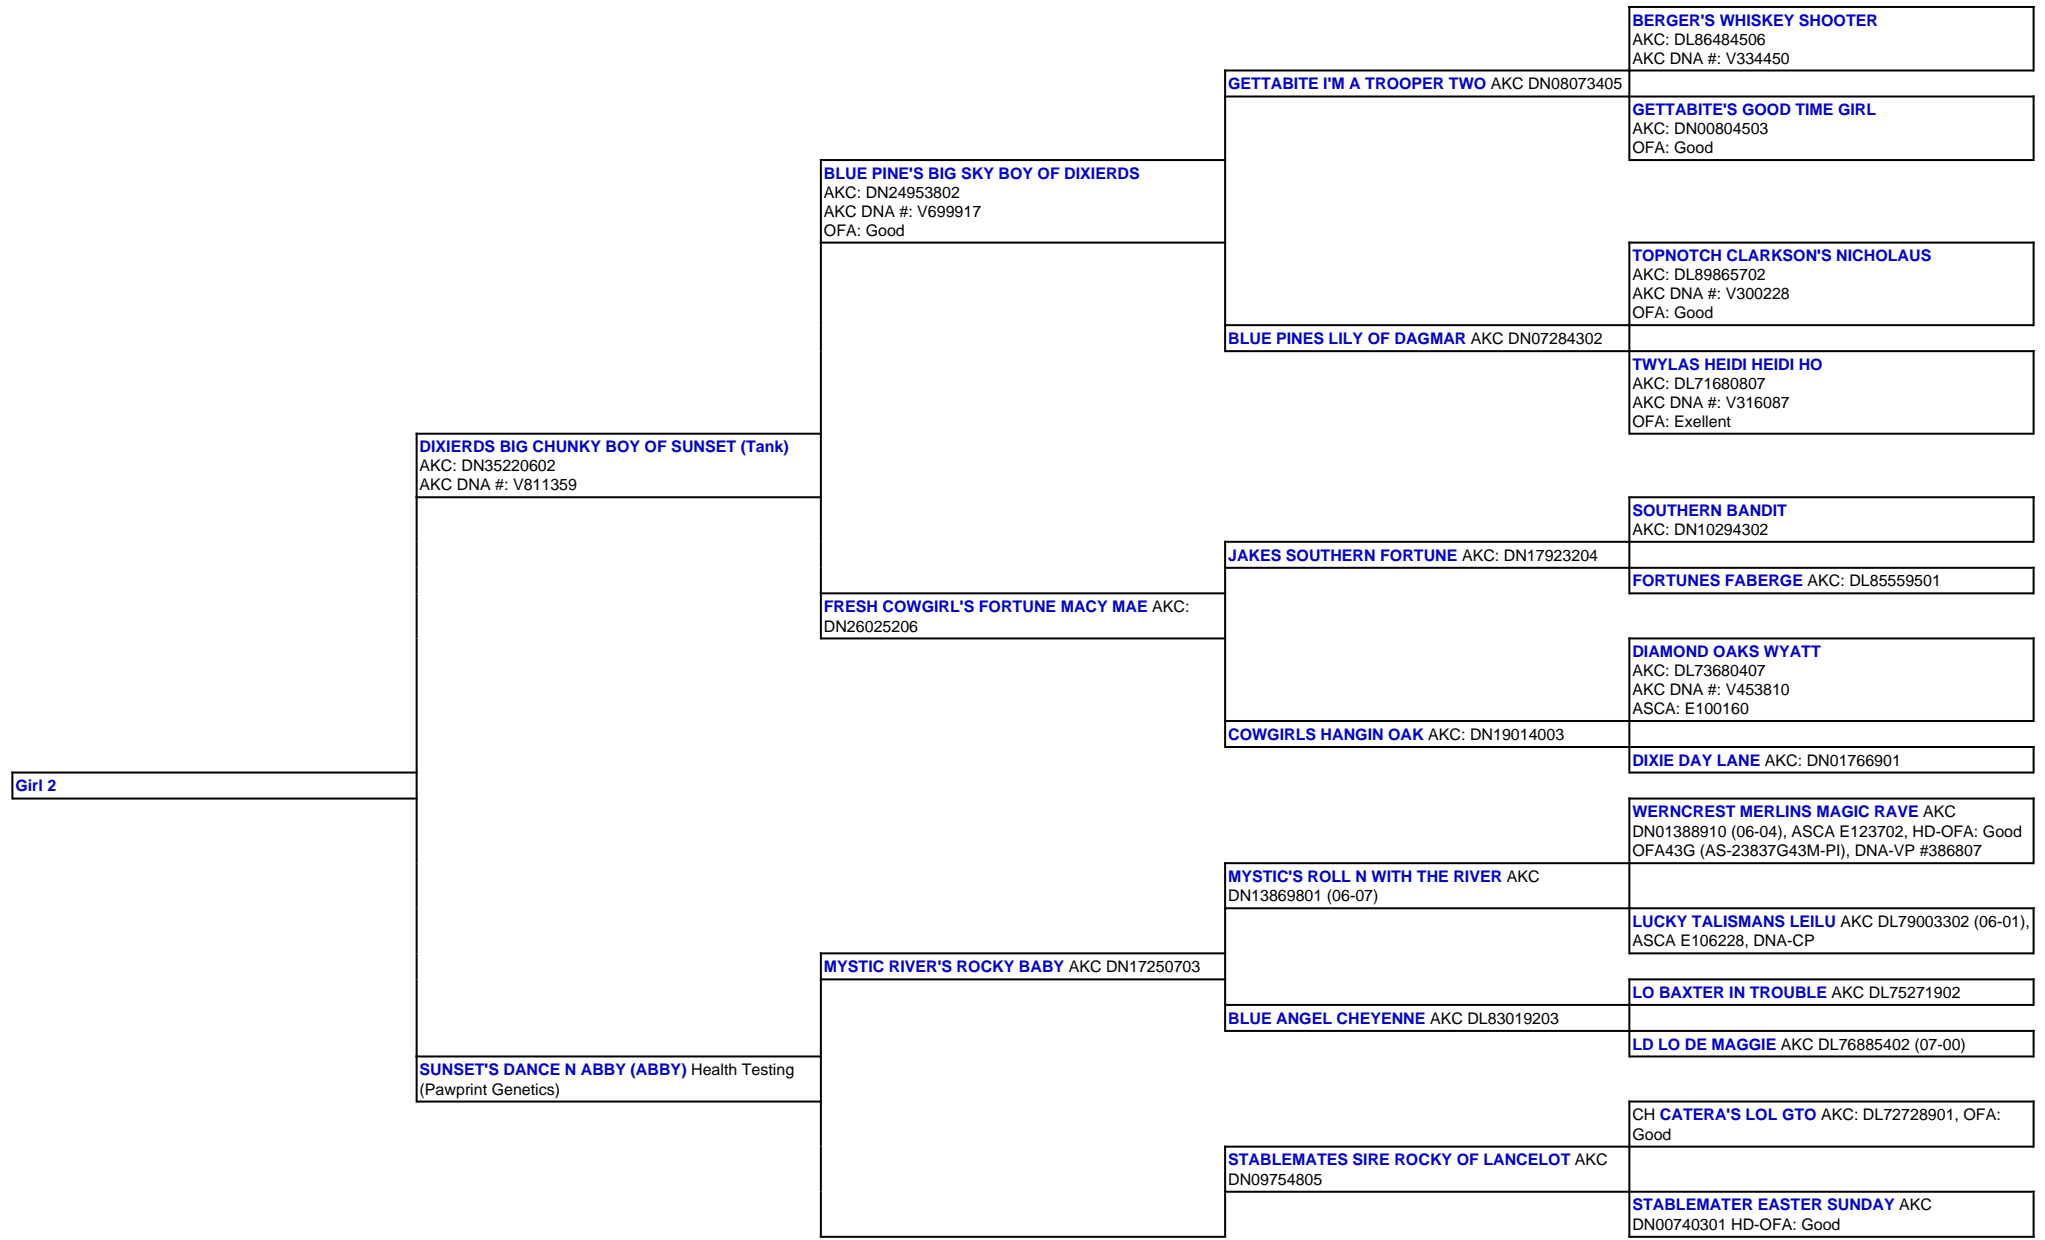 BERGER'S WHISKEY SHOOTER
AKC: DL86484506
AKC DNA #: V334450
GETTABITE I'M A TROOPER TWO AKC DN08073405
GETTABITE'S GOOD TIME GIRL
AKC: DN00804503
OFA: Good
BLUE PINE'S BIG SKY BOY OF DIXIERDS
AKC: DN24953802
AKC DNA #: V699917
OFA: Good
TOPNOTCH CLARKSON'S NICHOLAUS
AKC: DL89865702
AKC DNA #: V300228
OFA: Good
BLUE PINES LILY OF DAGMAR AKC DN07284302
TWYLAS HEIDI HEIDI HO
AKC: DL71680807
AKC DNA #: V316087
OFA: Exellent
DIXIERDS BIG CHUNKY BOY OF SUNSET (Tank)
AKC: DN35220602
AKC DNA #: V811359
SOUTHERN BANDIT
AKC: DN10294302
JAKES SOUTHERN FORTUNE AKC: DN17923204
FORTUNES FABERGE AKC: DL85559501
FRESH COWGIRL'S FORTUNE MACY MAE AKC:
DN26025206
DIAMOND OAKS WYATT
AKC: DL73680407
AKC DNA #: V453810
ASCA: E100160
COWGIRLS HANGIN OAK AKC: DN19014003
DIXIE DAY LANE AKC: DN01766901
Girl 2
WERNCREST MERLINS MAGIC RAVE AKC
DN01388910 (06-04), ASCA E123702, HD-OFA: Good
OFA43G (AS-23837G43M-PI), DNA-VP #386807
MYSTIC'S ROLL N WITH THE RIVER AKC
DN13869801 (06-07)
LUCKY TALISMANS LEILU AKC DL79003302 (06-01),
ASCA E106228, DNA-CP
MYSTIC RIVER'S ROCKY BABY AKC DN17250703
LO BAXTER IN TROUBLE AKC DL75271902
BLUE ANGEL CHEYENNE AKC DL83019203
LD LO DE MAGGIE AKC DL76885402 (07-00)
SUNSET'S DANCE N ABBY (ABBY) Health Testing
(Pawprint Genetics)
CH CATERA'S LOL GTO AKC: DL72728901, OFA:
Good
STABLEMATES SIRE ROCKY OF LANCELOT AKC
DN09754805
STABLEMATER EASTER SUNDAY AKC
DN00740301 HD-OFA: Good